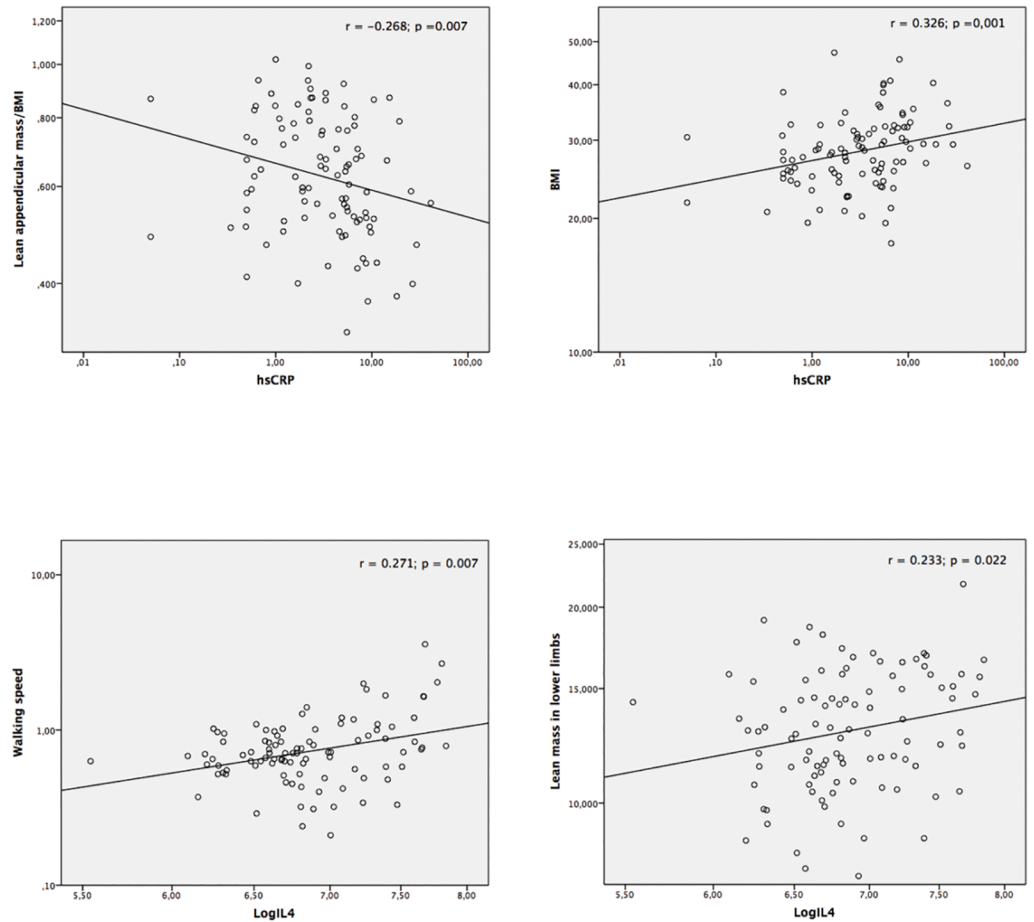 r = −0.268; p =0.007
1,200
1,000
,800
,600
,400
Lean appendicular mass/BMI
,01 ,10 1,00 10,00 100,00
hsCRP
r = 0.326; p =0,001
50,00
40,00
30,00
20,00
10,00
BMI
,01 ,10 1,00 10,00 100,00
hsCRP
r = 0.271; p = 0.007
10,00
1,00
,10
Walking speed
5,50 6,00 6,50 7,00 7,50 8,00
LogIL4
r = 0.233; p = 0.022
25,000
20,000
15,000
10,000
Lean mass in lower limbs
5,50 6,00 6,50 7,00 7,50 8,00
LogIL4